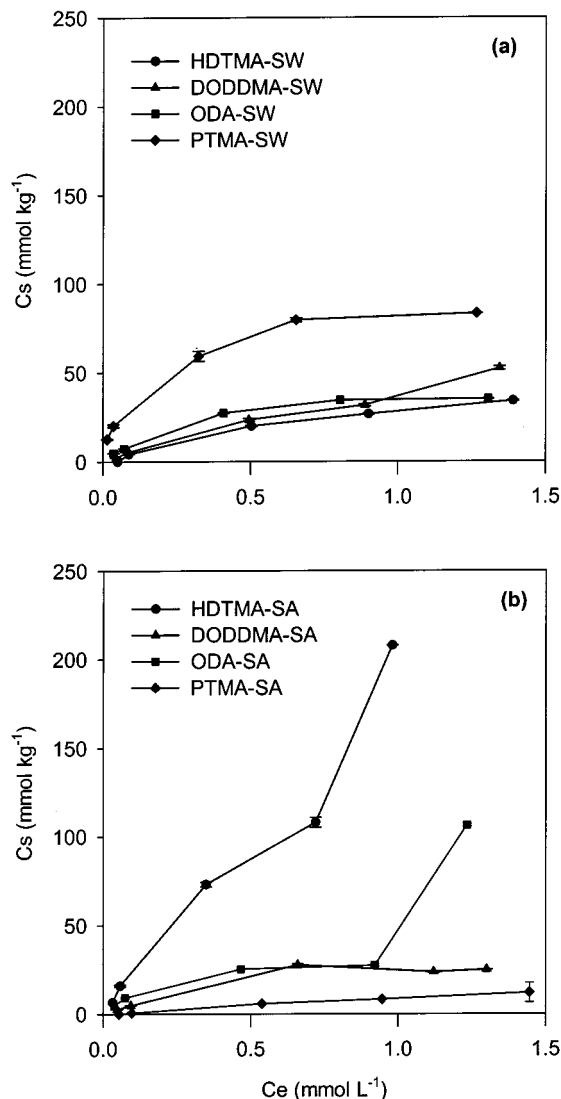 250
(a)
HDTMA-SW
DODDMA-SW
200
ODA-SW
PTMA-SW
150
Cs (mmol kg⁻¹)
100
50
0
0.0 0.5 1.0 1.5
250
(b)
HDTMA-SA
DODDMA-SA
200
ODA-SA
PTMA-SA
150
Cs (mmol kg⁻¹)
100
50
0
0.0 0.5 1.0 1.5
Ce (mmol L⁻¹)